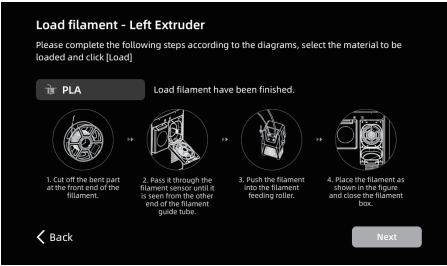 Load filament - Left Extruder
Please complete the following steps according to the diagrams, select the material to be
loaded and click [Load]
PLA
Load filament have been finished.
1. Cut off the bent part
at the front end of the
fillament.
2. Pass it through the
filament sensor until it
is seen from the other
end of the filament
guide tube.
3. Push the filament
into the filament
feeding roller.
4. Place the filament as
shown in the figure
and close the filament
box.
Back
Next